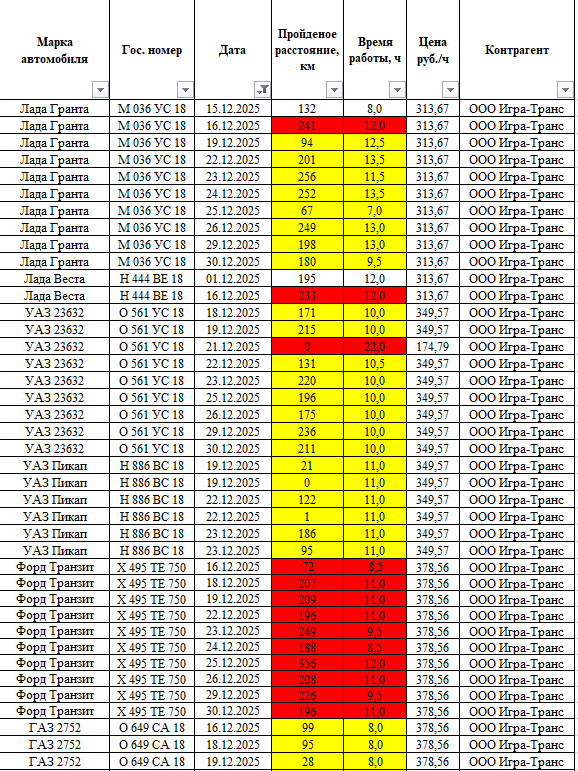 Марка автомобиля Гос. номер Дата Пройденое расстояние, км Время работы, ч Цена руб./ч Контрагент
Лада Гранта М 036 УС 18 15.12.2025 132 8,0 313,67 ООО Игра-Транс
Лада Гранта М 036 УС 18 16.12.2025 241 12,0 313,67 ООО Игра-Транс
Лада Гранта М 036 УС 18 19.12.2025 94 12,5 313,67 ООО Игра-Транс
Лада Гранта М 036 УС 18 22.12.2025 201 13,5 313,67 ООО Игра-Транс
Лада Гранта М 036 УС 18 23.12.2025 256 11,5 313,67 ООО Игра-Транс
Лада Гранта М 036 УС 18 24.12.2025 252 13,5 313,67 ООО Игра-Транс
Лада Гранта М 036 УС 18 25.12.2025 67 7,0 313,67 ООО Игра-Транс
Лада Гранта М 036 УС 18 26.12.2025 249 13,0 313,67 ООО Игра-Транс
Лада Гранта М 036 УС 18 29.12.2025 198 13,0 313,67 ООО Игра-Транс
Лада Гранта М 036 УС 18 30.12.2025 180 9,5 313,67 ООО Игра-Транс
Лада Веста Н 444 ВЕ 18 01.12.2025 195 12,0 313,67 ООО Игра-Транс
Лада Веста Н 444 ВЕ 18 16.12.2025 233 12,0 313,67 ООО Игра-Транс
УАЗ 23632 О 561 УС 18 18.12.2025 171 10,0 349,57 ООО Игра-Транс
УАЗ 23632 О 561 УС 18 19.12.2025 215 10,0 349,57 ООО Игра-Транс
УАЗ 23632 О 561 УС 18 21.12.2025 0 22,0 174,79 ООО Игра-Транс
УАЗ 23632 О 561 УС 18 22.12.2025 131 10,5 349,57 ООО Игра-Транс
УАЗ 23632 О 561 УС 18 23.12.2025 220 10,0 349,57 ООО Игра-Транс
УАЗ 23632 О 561 УС 18 25.12.2025 196 10,0 349,57 ООО Игра-Транс
УАЗ 23632 О 561 УС 18 26.12.2025 175 10,0 349,57 ООО Игра-Транс
УАЗ 23632 О 561 УС 18 29.12.2025 236 10,0 349,57 ООО Игра-Транс
УАЗ 23632 О 561 УС 18 30.12.2025 211 10,0 349,57 ООО Игра-Транс
УАЗ Пикап Н 886 ВС 18 19.12.2025 21 11,0 349,57 ООО Игра-Транс
УАЗ Пикап Н 886 ВС 18 19.12.2025 0 11,0 349,57 ООО Игра-Транс
УАЗ Пикап Н 886 ВС 18 22.12.2025 122 11,0 349,57 ООО Игра-Транс
УАЗ Пикап Н 886 ВС 18 22.12.2025 1 11,0 349,57 ООО Игра-Транс
УАЗ Пикап Н 886 ВС 18 23.12.2025 186 11,0 349,57 ООО Игра-Транс
УАЗ Пикап Н 886 ВС 18 23.12.2025 95 11,0 349,57 ООО Игра-Транс
Форд Транзит Х 495 ТЕ 750 16.12.2025 72 8,5 378,56 ООО Игра-Транс
Форд Транзит Х 495 ТЕ 750 18.12.2025 207 11,0 378,56 ООО Игра-Транс
Форд Транзит Х 495 ТЕ 750 19.12.2025 209 11,0 378,56 ООО Игра-Транс
Форд Транзит Х 495 ТЕ 750 22.12.2025 196 11,0 378,56 ООО Игра-Транс
Форд Транзит Х 495 ТЕ 750 23.12.2025 249 9,5 378,56 ООО Игра-Транс
Форд Транзит Х 495 ТЕ 750 24.12.2025 188 8,5 378,56 ООО Игра-Транс
Форд Транзит Х 495 ТЕ 750 25.12.2025 356 12,0 378,56 ООО Игра-Транс
Форд Транзит Х 495 ТЕ 750 26.12.2025 208 11,0 378,56 ООО Игра-Транс
Форд Транзит Х 495 ТЕ 750 29.12.2025 226 9,5 378,56 ООО Игра-Транс
Форд Транзит Х 495 ТЕ 750 30.12.2025 196 11,0 378,56 ООО Игра-Транс
ГАЗ 2752 О 649 СА 18 16.12.2025 99 8,0 378,56 ООО Игра-Транс
ГАЗ 2752 О 649 СА 18 18.12.2025 95 8,0 378,56 ООО Игра-Транс
ГАЗ 2752 О 649 СА 18 19.12.2025 28 8,0 378,56 ООО Игра-Транс